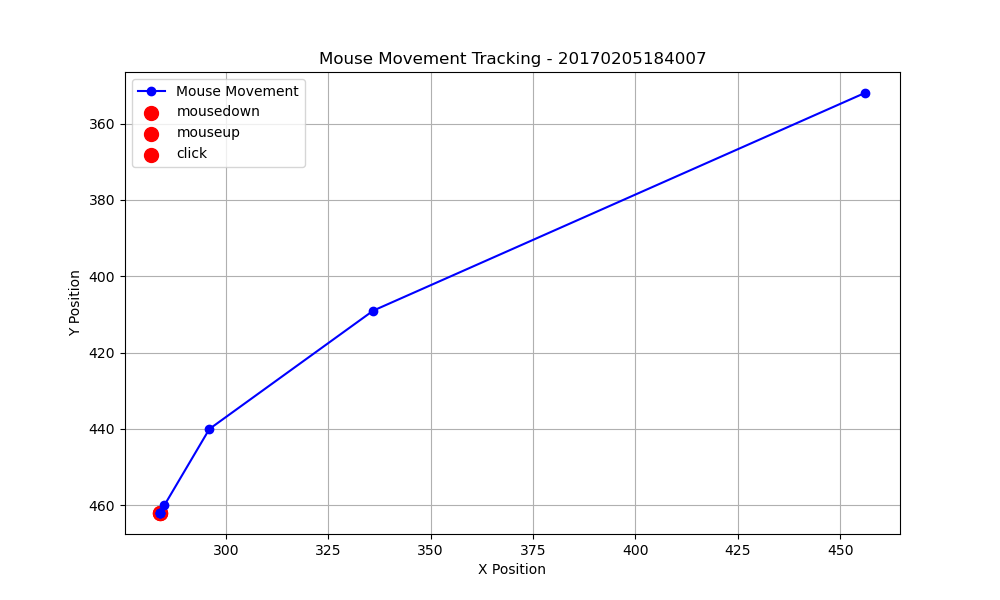 Mouse Movement Tracking - 20170205184007
Mouse Movement
mousedown
mouseup
click
360
380
400
420
440
460
Y Position
300
325
350
375
400
425
450
X Position